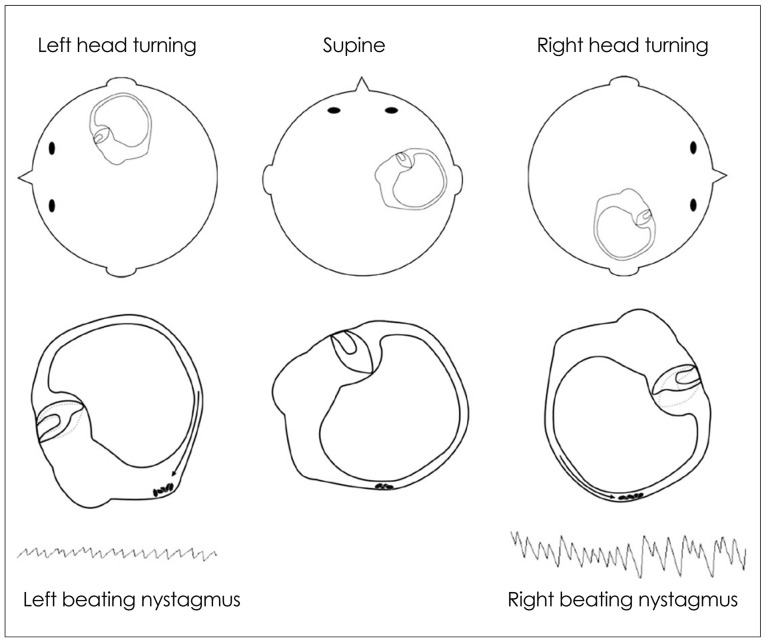 Left head turning
Supine
Right head turning
Left beating nystagmus
Right beating nystagmus